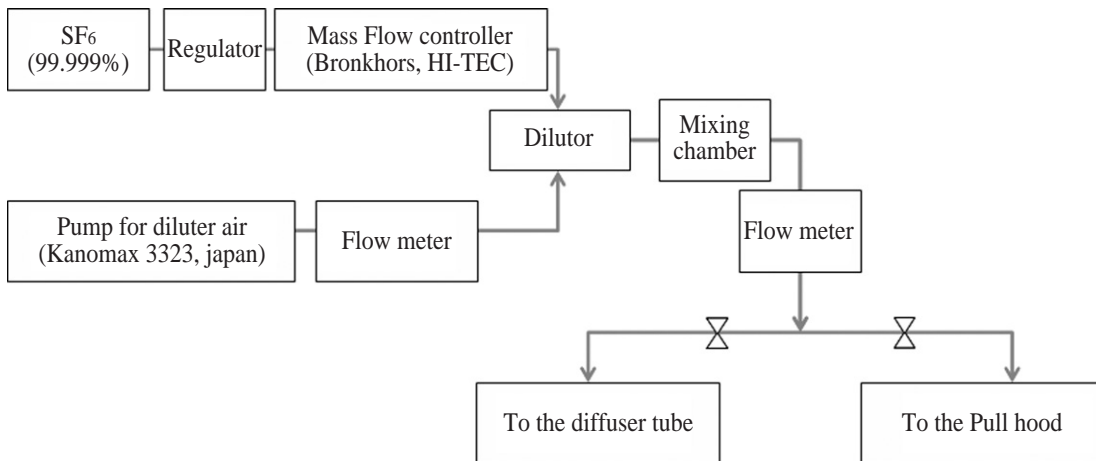 SF6
(99.999%)
Regulator
Mass Flow controller
(Bronkhors, HI-TEC)
Dilutor
Mixing
chamber
Pump for diluter air
(Kanomax 3323, japan)
Flow meter
Flow meter
To the diffuser tube
To the Pull hood